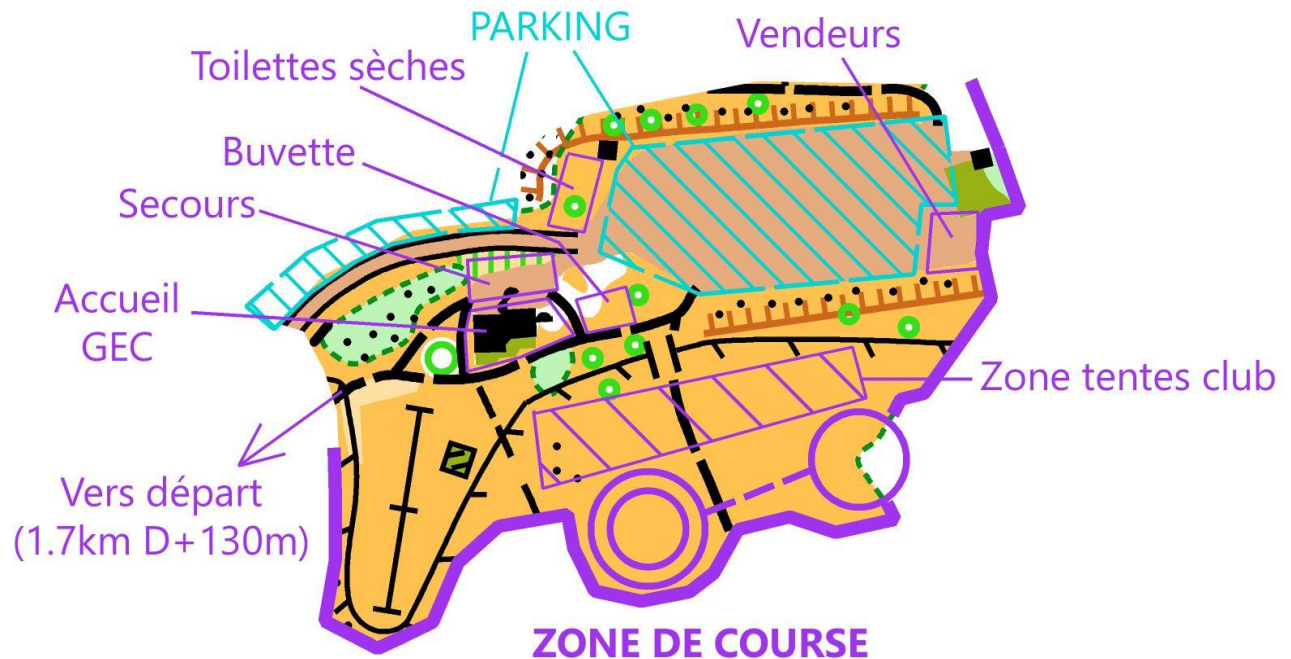 PARKING
Vendeurs
Toilettes sèches
Buvette
Secours
Accueil
GEC
Zone tentes club
Vers départ
(1.7km D+130m)
ZONE DE COURSE